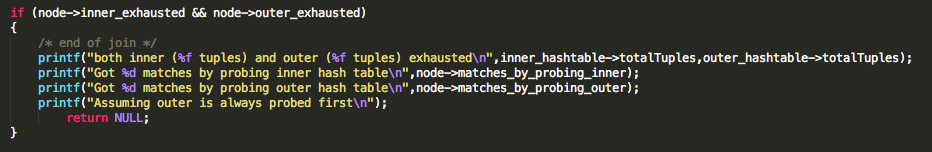 if (node->inner_exhausted && node->outer_exhausted)
{
    /* end of join */
    printf("both inner (%f tuples) and outer (%f tuples) exhausted\n",inner_hashtable->totalTuples,outer_hashtable->totalTuples);
    printf("Got %d matches by probing inner hash table\n",node->matches_by_probing_inner);
    printf("Got %d matches by probing outer hash table\n",node->matches_by_probing_outer);
    printf("Assuming outer is always probed first\n");
        return NULL;
}